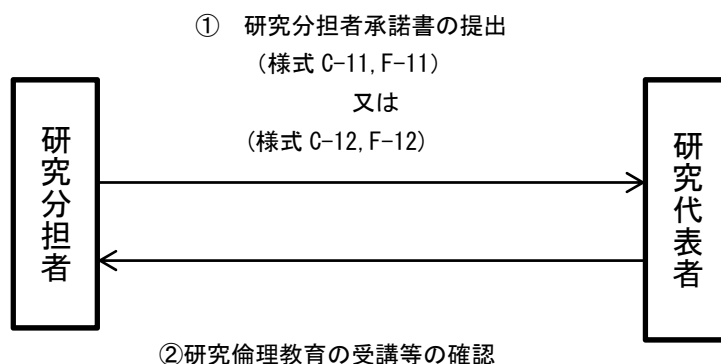 ① 研究分担者承諾書の提出
(様式 C-11,F-11)
又は
(様式 C-12,F-12)
研究分担者
研究代表者
②研究倫理教育の受講等の確認